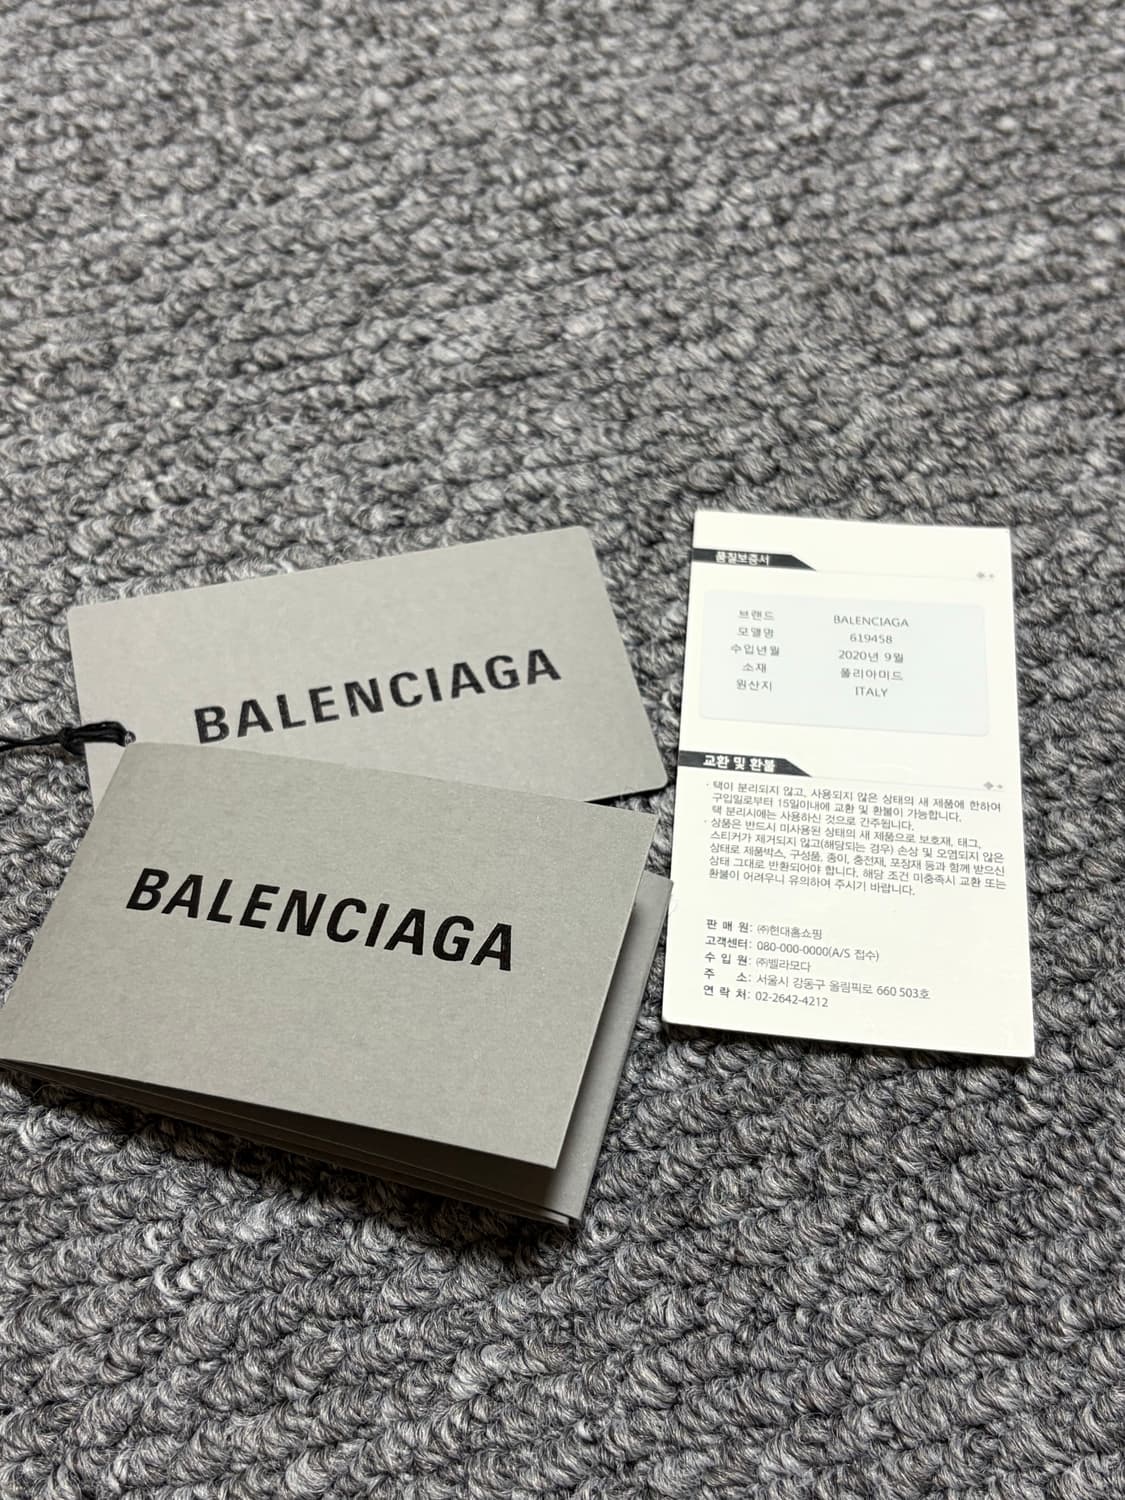 BALENCIAGA
BALENCIAGA
품질보증서
브랜드 BALENCIAGA
모델명 619458
수입년월 2020년 9월
소재 폴리아미드
원산지 ITALY
교환 및 환불
· 택이 분리되지 않고, 사용되지 않은 상태의 새 제품에 한하여
구입일로부터 15일이내에 교환 및 환불이 가능합니다.
택 분리시에는 사용하신 것으로 간주됩니다.
· 상품은 반드시 미사용된 상태의 새 제품으로 보호재, 태그,
스티커가 제거되지 않고(해당되는 경우) 손상 및 오염되지 않은
상태로 제품박스, 구성품, 종이, 충전재, 포장재 등과 함께 받으신
상태 그대로 반환되어야 합니다. 해당 조건 미충족시 교환 또는
환불이 어려우니 유의하여 주시기 바랍니다.
판 매 원: ㈜현대홈쇼핑
고객센터: 080-000-0000(A/S 접수)
수 입 원: ㈜벨라모다
주 소: 서울시 강동구 올림픽로 660 503호
연 락 처: 02-2642-4212